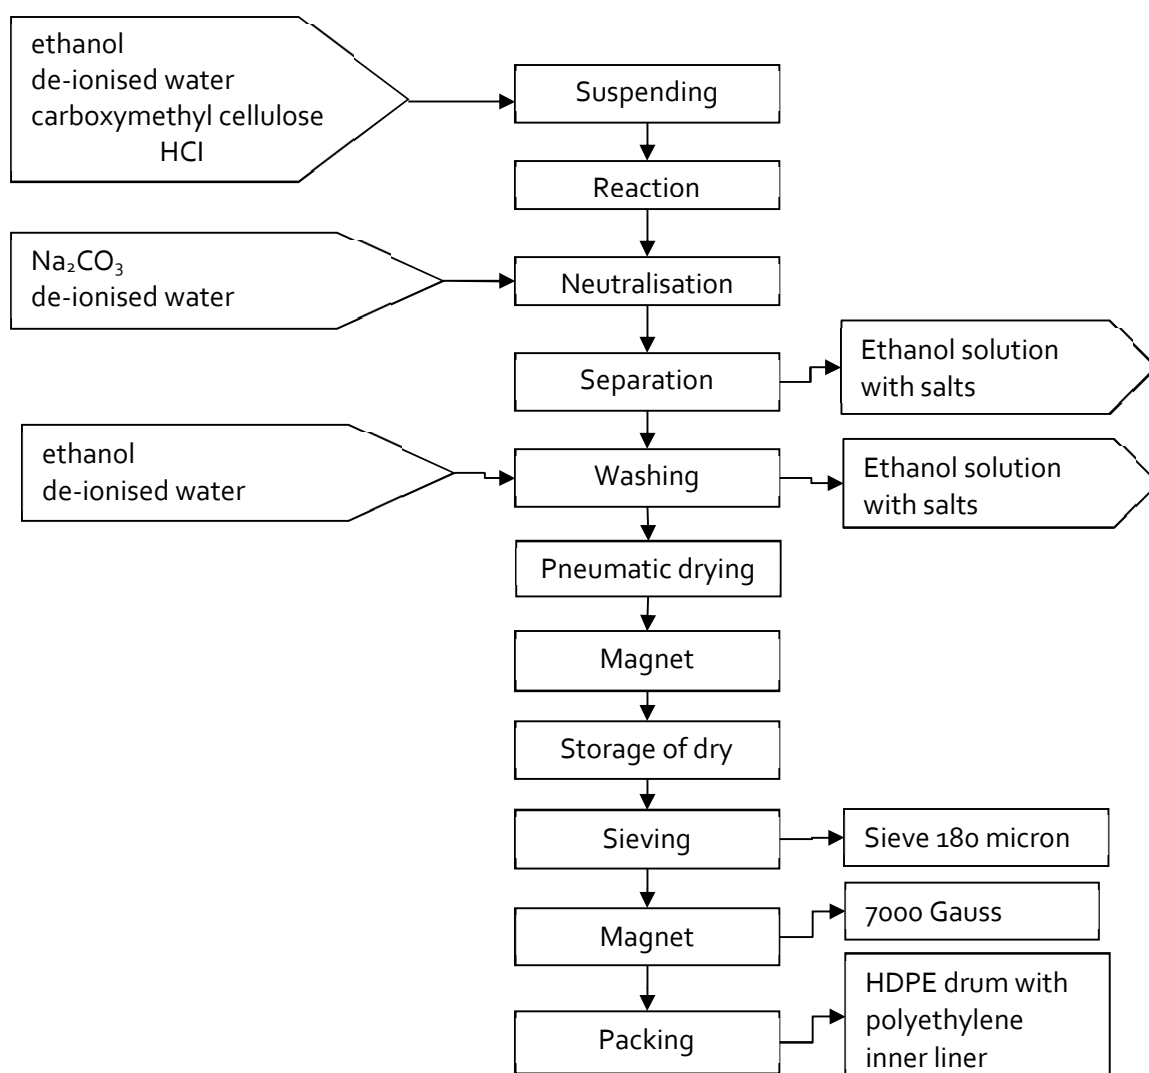 ethanol
de-ionised water
carboxymethyl cellulose
HCl
Suspending
Reaction
Na₂CO₃
de-ionised water
Neutralisation
Separation
Ethanol solution
with salts
ethanol
de-ionised water
Washing
Ethanol solution
with salts
Pneumatic drying
Magnet
Storage of dry
Sieving
Sieve 180 micron
Magnet
7000 Gauss
Packing
HDPE drum with
polyethylene
inner liner